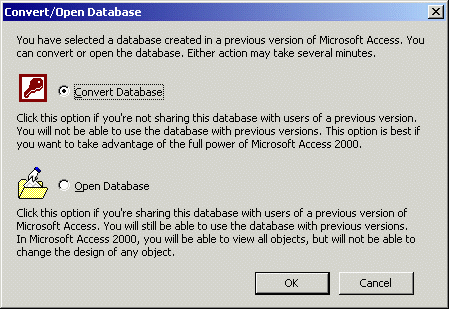 Convert/Open Database
You have selected a database created in a previous version of Microsoft Access. You
can convert or open the database. Either action may take several minutes.
Convert Database
Click this option if you're not sharing this database with users of a previous version.
You will not be able to use the database with previous versions. This option is best if
you want to take advantage of the full power of Microsoft Access 2000.
Open Database
Click this option if you're sharing this database with users of a previous version of
Microsoft Access. You will still be able to use the database with previous versions.
In Microsoft Access 2000, you will be able to view all objects, but will not be able to
change the design of any object.
OK
Cancel